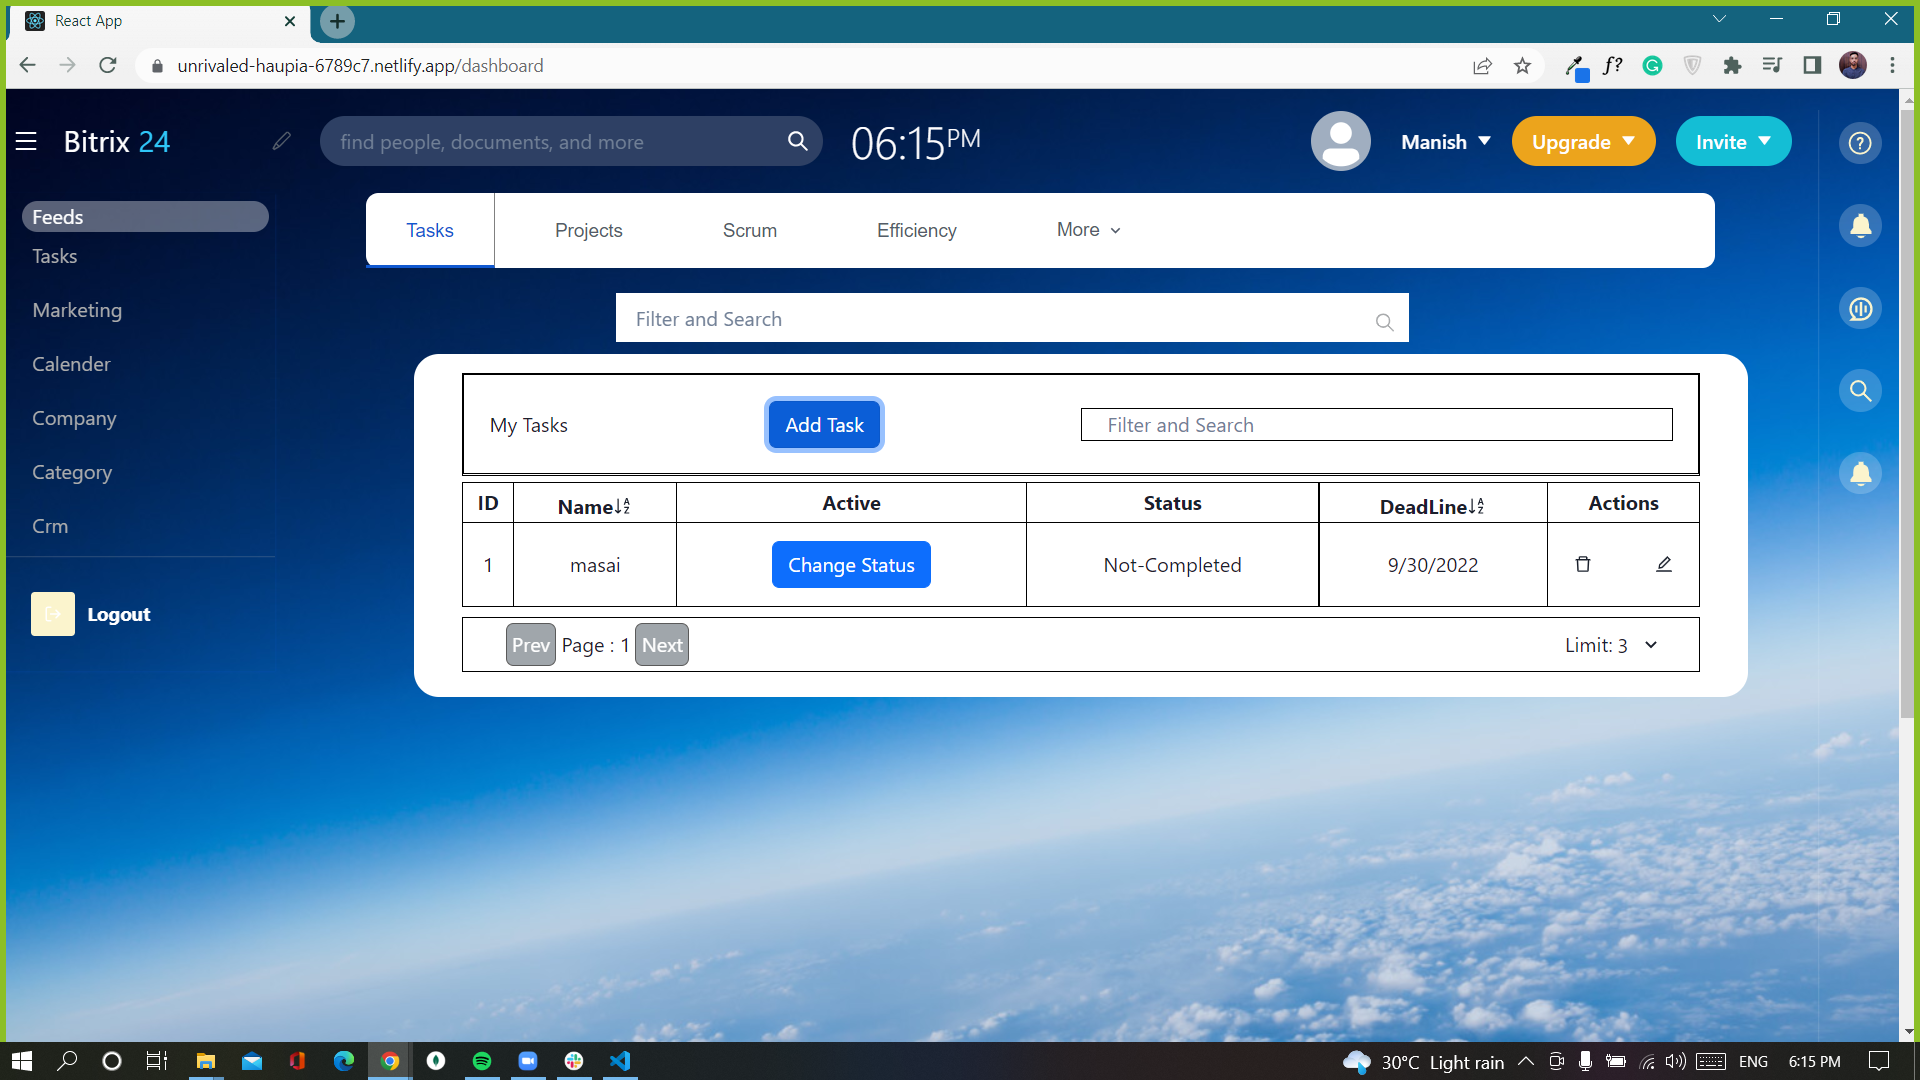 React App
unrivaled-haupia-6789c7.netlify.app/dashboard
f?
Bitrix 24
find people, documents, and more
06:15PM
Manish
Upgrade
Invite
Feeds
Tasks
Marketing
Calender
Company
Category
Crm
Logout
Tasks Projects Scrum Efficiency More
Filter and Search
My Tasks Add Task Filter and Search
ID Name Active Status DeadLine Actions
1 masai Change Status Not-Completed 9/30/2022
Prev Page : 1 Next Limit: 3
30°C Light rain ENG 6:15 PM